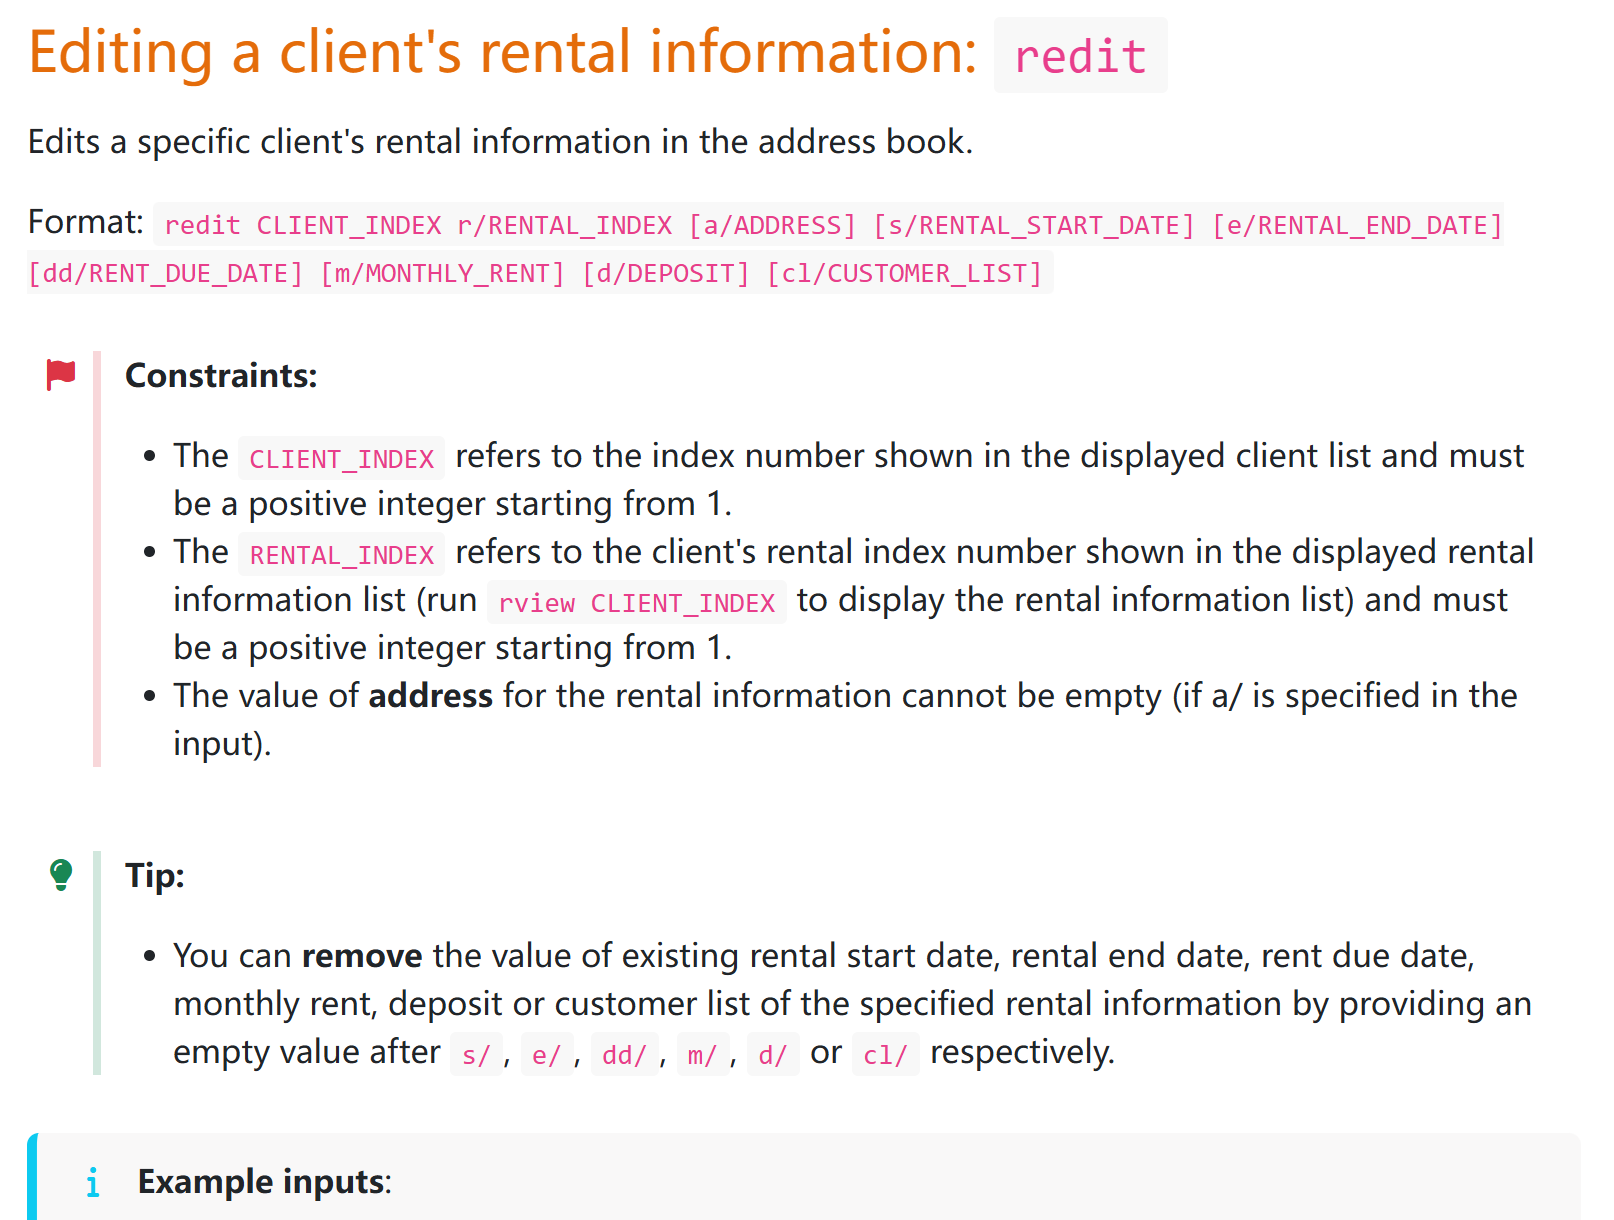 Editing a client's rental information: redit
Edits a specific client's rental information in the address book.
Format: redit CLIENT_INDEX r/RENTAL_INDEX [a/ADDRESS] [s/RENTAL_START_DATE] [e/RENTAL_END_DATE]
[dd/RENT_DUE_DATE] [m/MONTHLY_RENT] [d/DEPOSIT] [cl/CUSTOMER_LIST]
Constraints:
• The CLIENT_INDEX refers to the index number shown in the displayed client list and must
be a positive integer starting from 1.
• The RENTAL_INDEX refers to the client's rental index number shown in the displayed rental
information list (run rview CLIENT_INDEX to display the rental information list) and must
be a positive integer starting from 1.
• The value of address for the rental information cannot be empty (if a/ is specified in the
input).
Tip:
• You can remove the value of existing rental start date, rental end date, rent due date,
monthly rent, deposit or customer list of the specified rental information by providing an
empty value after s/, e/, dd/, m/, d/ or cl/ respectively.
Example inputs: